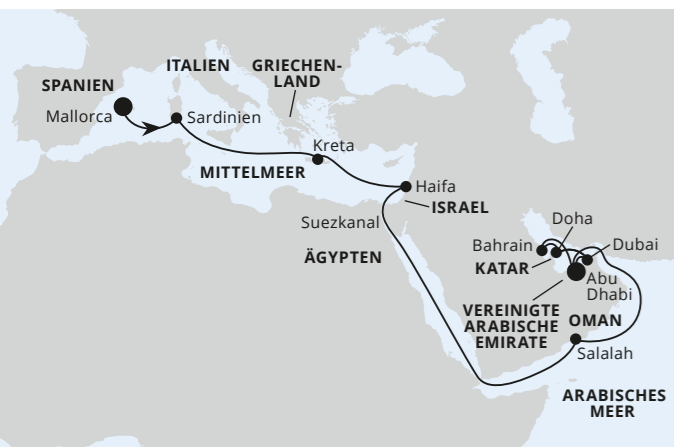 ITALIEN
GRIECHEN-
LAND
SPANIEN
Mallorca
Sardinien
Kreta
MITTELMEER
Haifa
ISRAEL
Suezkanal
ÄGYPTEN
Doha
Bahrain
Dubai
KATAR
Abu
Dhabi
VEREINIGTE
ARABISCHE
EMIRATE
OMAN
Salalah
ARABISCHES
MEER